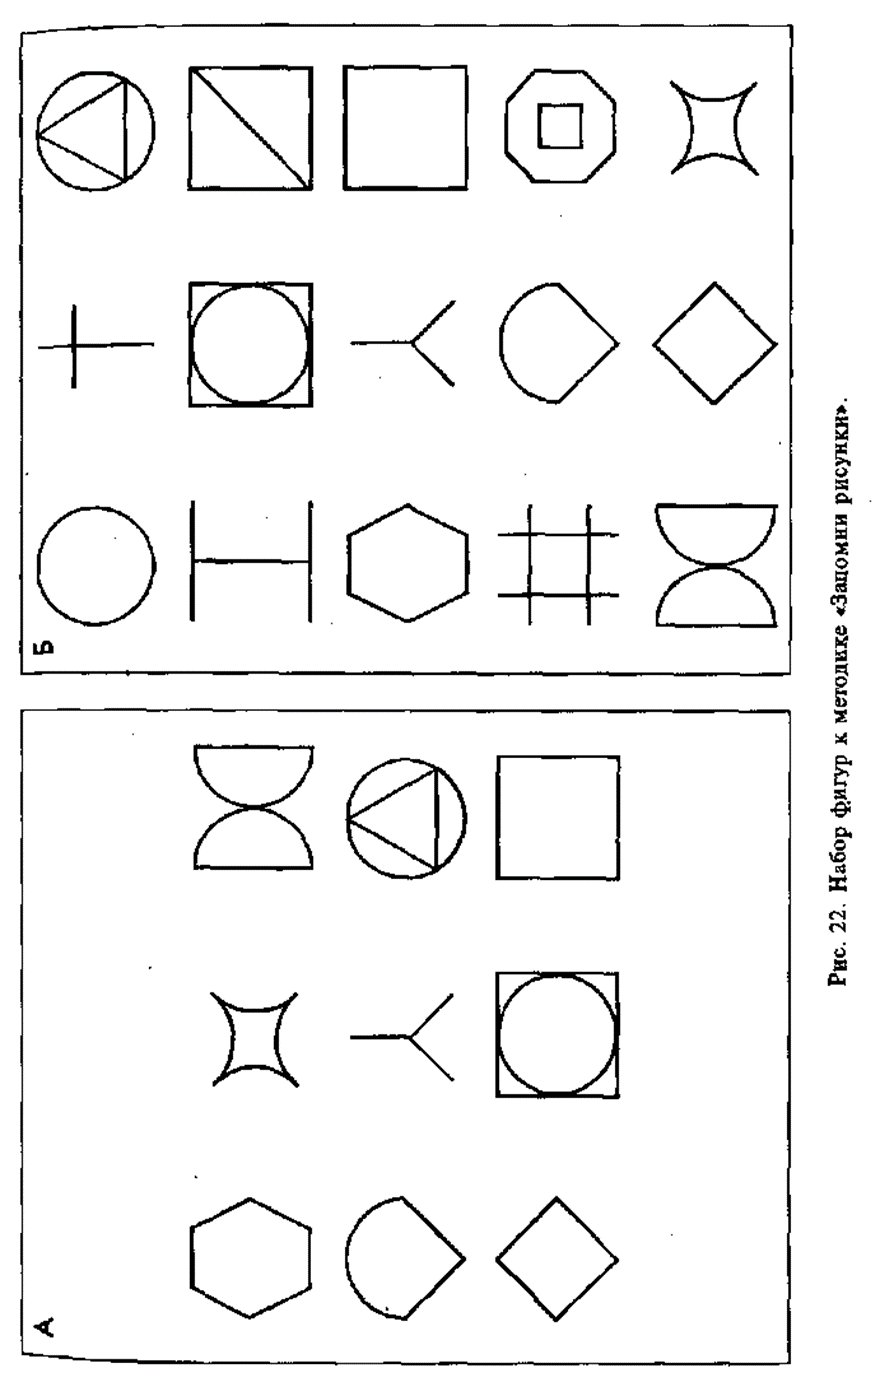 А
Б
Рис. 22. Набор фигур к методике «Запомни рисунки».